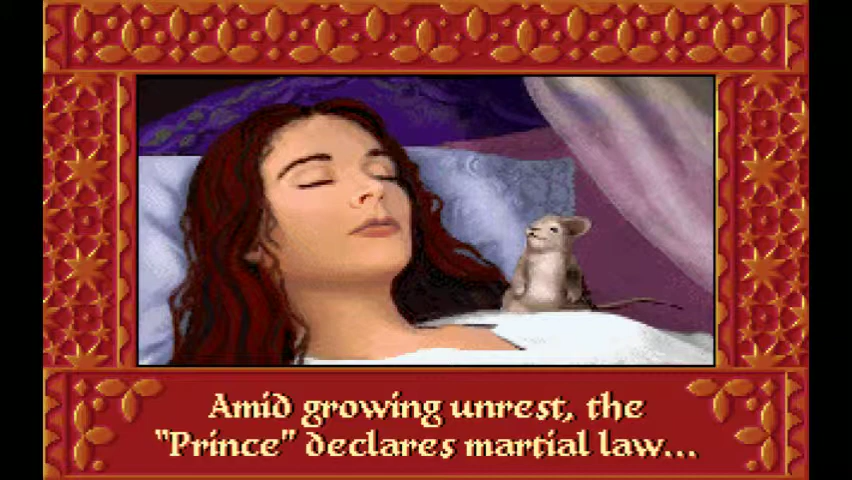 Amid growing unrest, the
"Prince" declares martial law...